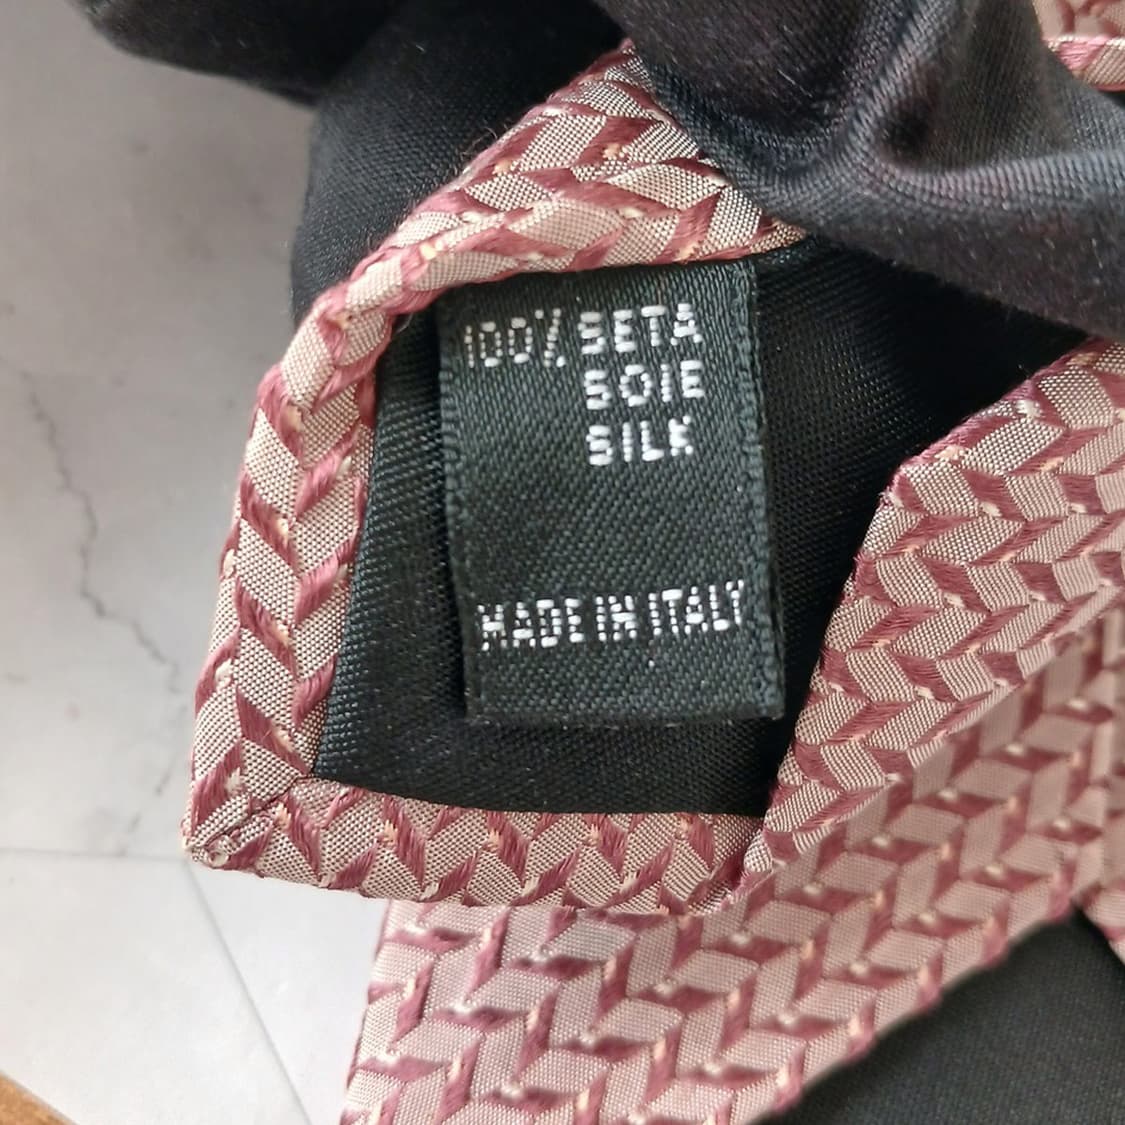 100% SETA
SOIE
SILK
MADE IN ITALY